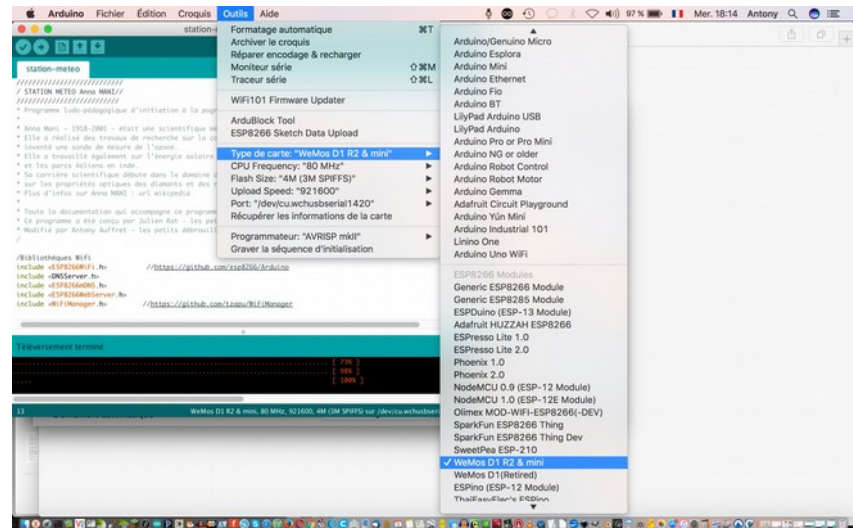 Arduino Fichier Édition Croquis Outils Aide 97 % Mer. 18:14 Antony
station-
Formatage automatique ⌘T
Archiver le croquis
Réparer encodage & recharger
Moniteur série ⇧⌘M
Traceur série ⇧⌘L
WiFi101 Firmware Updater
ArduBlock Tool
ESP8266 Sketch Data Upload
Type de carte: "WeMos D1 R2 & mini"
CPU Frequency: "80 MHz"
Flash Size: "4M (3M SPIFFS)"
Upload Speed: "921600"
Port: "/dev/cu.wchusbserial1420"
Récupérer les informations de la carte
Programmateur: "AVRISP mkII"
Graver la séquence d'initialisation
Arduino/Genuino Micro
Arduino Esplora
Arduino Mini
Arduino Ethernet
Arduino Fio
Arduino BT
LilyPad Arduino USB
LilyPad Arduino
Arduino Pro or Pro Mini
Arduino NG or older
Arduino Robot Control
Arduino Robot Motor
Arduino Gemma
Adafruit Circuit Playground
Arduino Yún Mini
Arduino Industrial 101
Linino One
Arduino Uno WiFi
ESP8266 Modules
Generic ESP8266 Module
Generic ESP8285 Module
ESPDuino (ESP-13 Module)
Adafruit HUZZAH ESP8266
ESPresso Lite 1.0
ESPresso Lite 2.0
Phoenix 1.0
Phoenix 2.0
NodeMCU 0.9 (ESP-12 Module)
NodeMCU 1.0 (ESP-12E Module)
Olimex MOD-WIFI-ESP8266(-DEV)
SparkFun ESP8266 Thing
SparkFun ESP8266 Thing Dev
SweetPea ESP-210
✓ WeMos D1 R2 & mini
WeMos D1(Retired)
ESPino (ESP-12 Module)
ThaiEasyElec's ESPino
station-meteo
/////////////////////////////
/ STATION METEO Anna MANI//
/////////////////////////////
* Programme ludo-pédagogique d'initiation à la
* Anna Mani - 1918-2001 - était une scientifique
* Elle a réalisé des travaux de recherche sur la
* inventé une sonde de mesure de l'ozone.
* Elle a travaillé également sur l'énergie solaire
* et les parcs éoliens en inde.
* Sa carrière scientifique débute dans le domaine
* sur les propriétés optiques des diamants et des
* Plus d'infos sur Anna MANI : url wikipedia
* Toute la documentation qui accompagne ce programme
* Ce programme a été conçu par Julien Rat - les
* Modifié par Antony Auffret - les petits
/
/Bibliothèques Wifi
include <ESP8266WiFi.h> //https://github.com/esp8266/Arduino
include <DNSServer.h>
include <ESP8266mDNS.h>
include <ESP8266WebServer.h>
include <WiFiManager.h> //https://github.com/tzapu/WiFiManager
Téléversement terminé
[ 73% ]
[ 98% ]
[ 100% ]
13 WeMos D1 R2 & mini, 80 MHz, 921600, 4M (3M SPIFFS) sur /dev/cu.wchusbseri